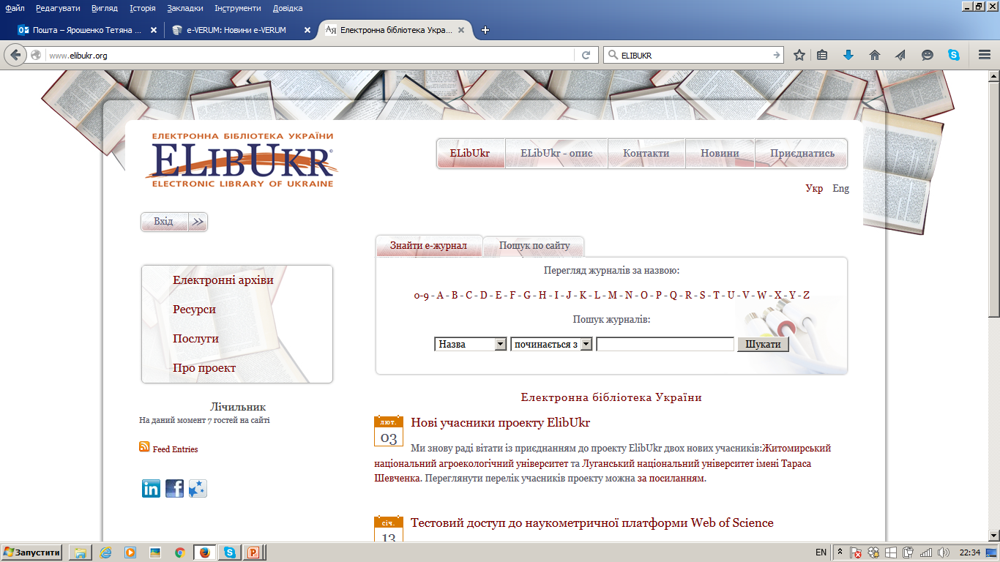 Файл Редагувати Вигляд Історія Закладки Інструменти Довідка
Пошта – Ярошенко Тетяна ... e-VERUM: Новини e-VERUM Електронна бібліотека Укра...
www.elibukr.org ELIBUKR
ЕЛЕКТРОННА БІБЛІОТЕКА УКРАЇНИ
ELIBUKR
ELECTRONIC LIBRARY OF UKRAINE
ELibUkr ELibUkr - опис Контакти Новини Приєднатись
Укр Eng
Вхід
Знайти е-журнал Пошук по сайту
Перегляд журналів за назвою:
0-9 - A - B - C - D - E - F - G - H - I - J - K - L - M - N - O - P - Q - R - S - T - U - V - W - X - Y - Z
Пошук журналів:
Назва починається з Шукати
Електронні архіви
Ресурси
Послуги
Про проект
Лічильник
На даний момент 7 гостей на сайті
Feed Entries
Електронна бібліотека України
лют.
03
Нові учасники проекту ElibUkr
Ми знову раді вітати із приєднанням до проекту ElibUkr двох нових учасників:Житомирський
національний агроекологічний університет та Луганський національний університет імені Тараса
Шевченка. Переглянути перелік учасників проекту можна за посиланням.
січ.
13
Тестовий доступ до наукометричної платформи Web of Science
Запустити EN 22:34